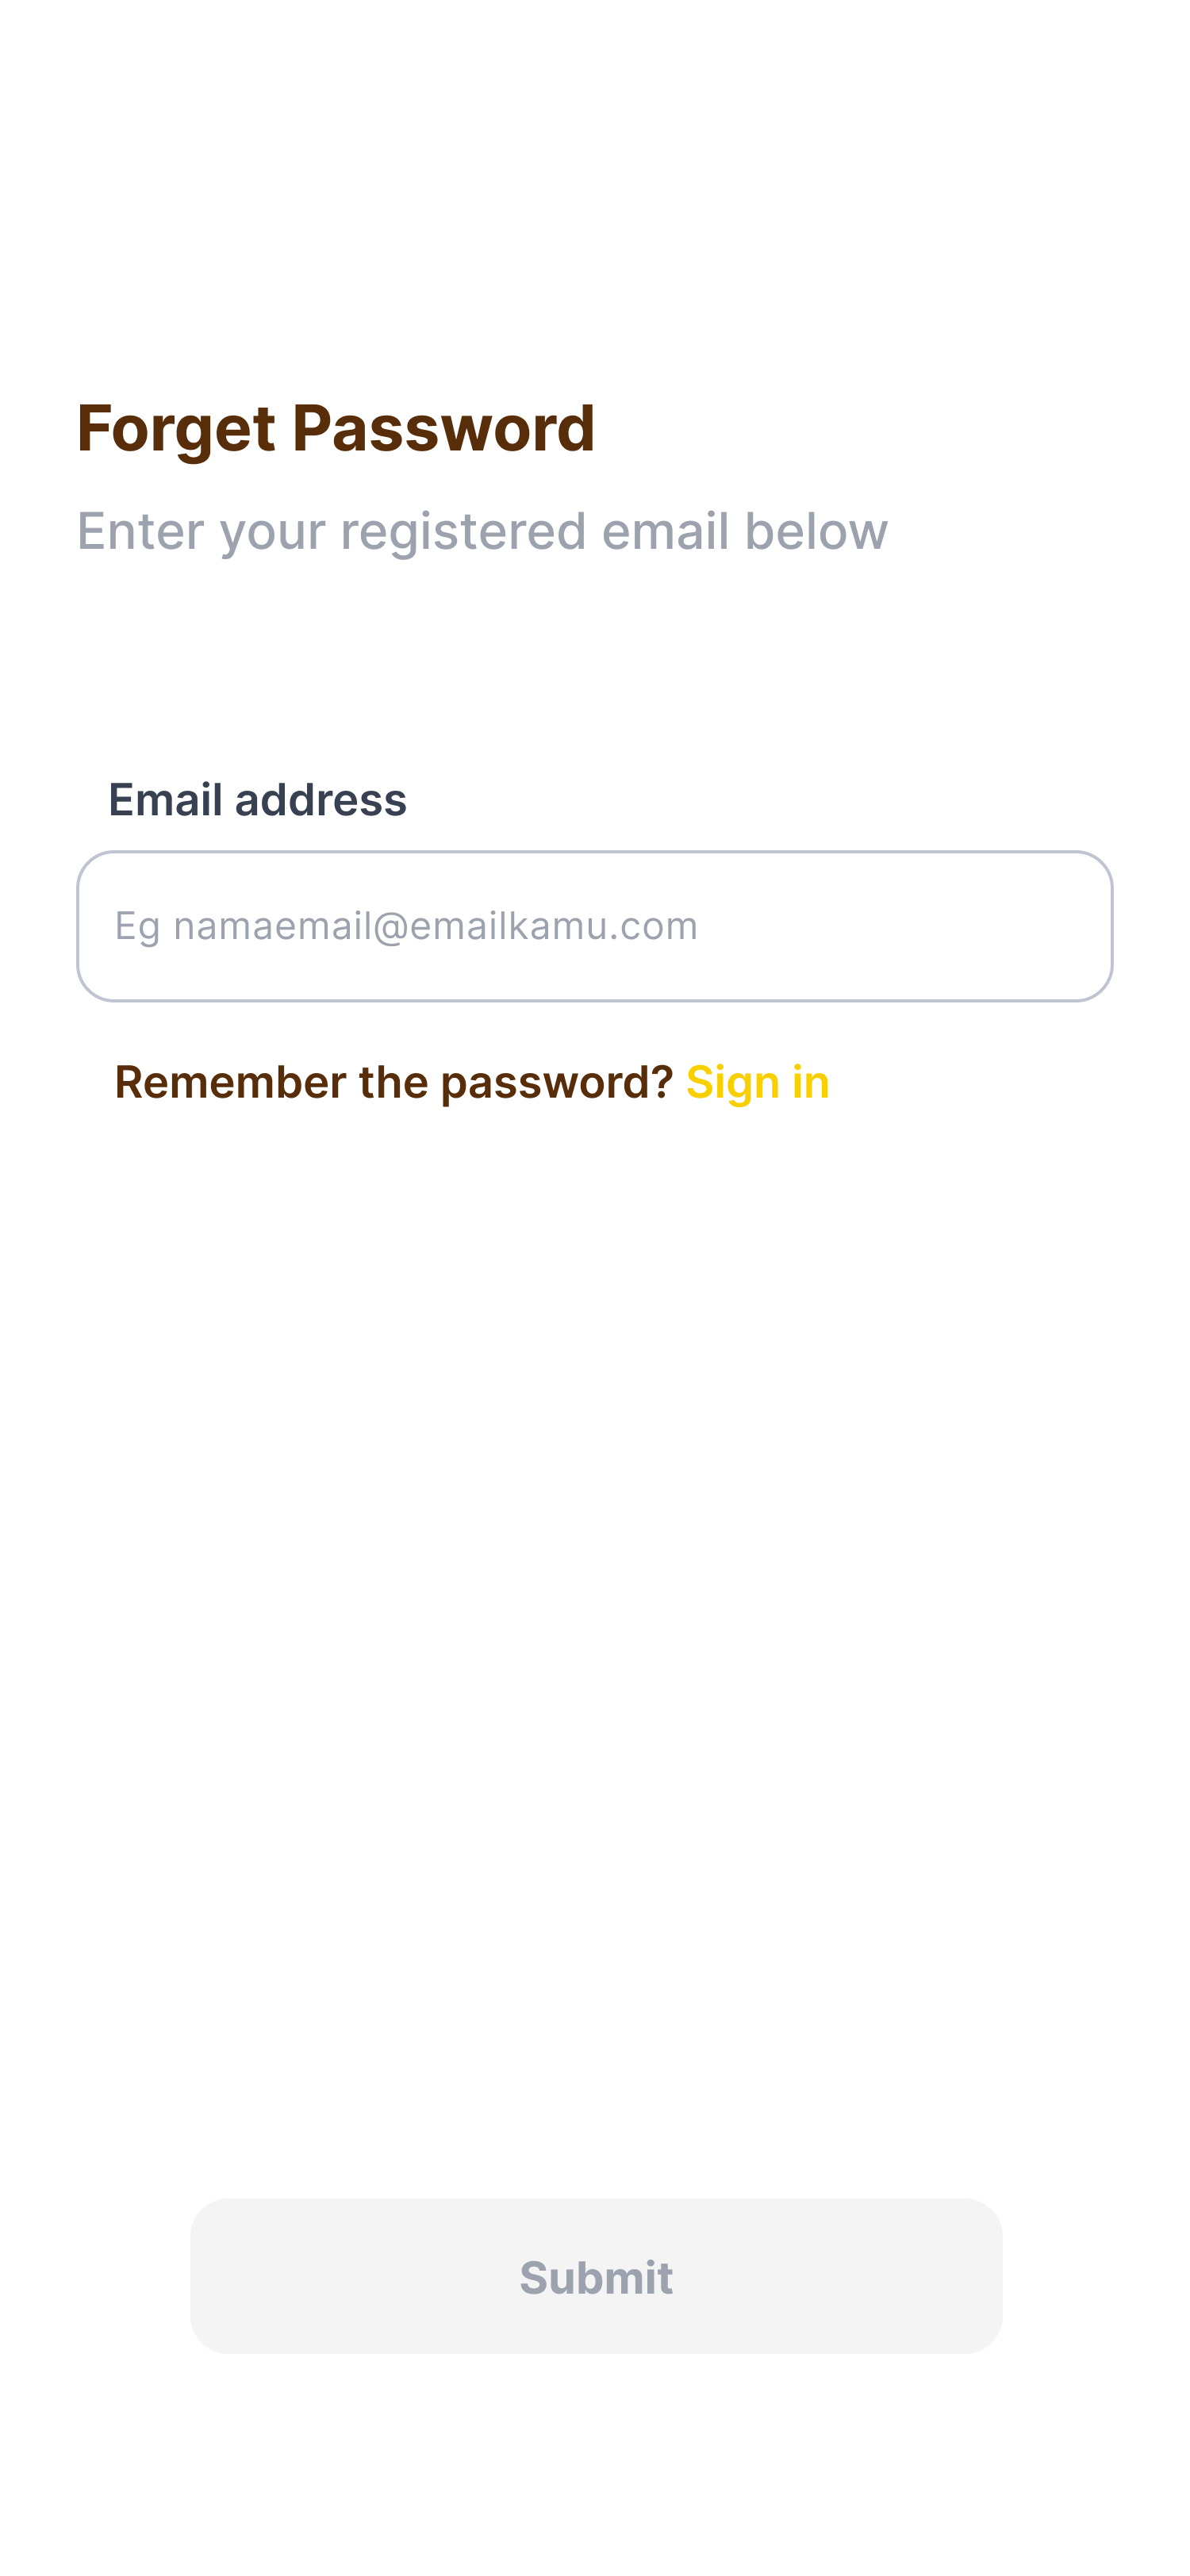 Forget Password
Enter your registered email below
Email address
Eg namaemail@emailkamu.com
Remember the password? Sign in
Submit